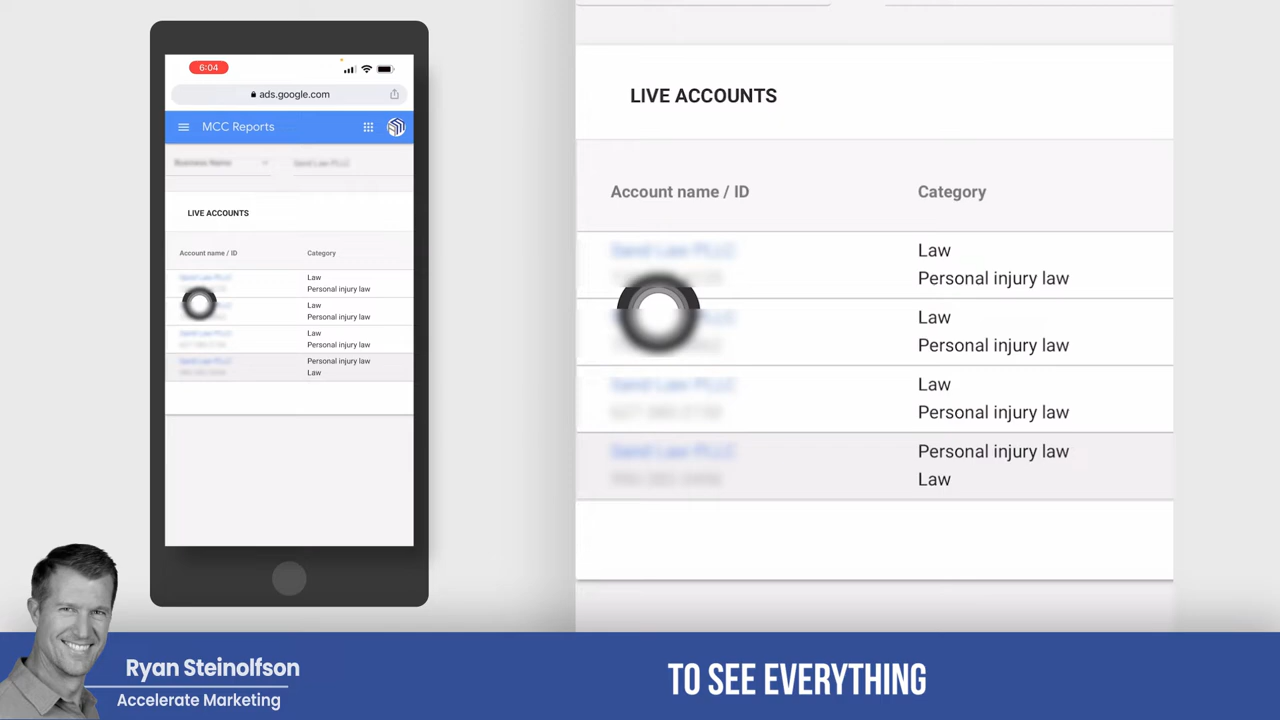 6:04
ads.google.com
MCC Reports
LIVE ACCOUNTS
Account name / ID Category
Law
Personal injury law
Law
Personal injury law
Law
Personal injury law
Personal injury law
Law
LIVE ACCOUNTS
Account name / ID Category
Law
Personal injury law
Law
Personal injury law
Law
Personal injury law
Personal injury law
Law
Ryan Steinolfson
Accelerate Marketing
TO SEE EVERYTHING